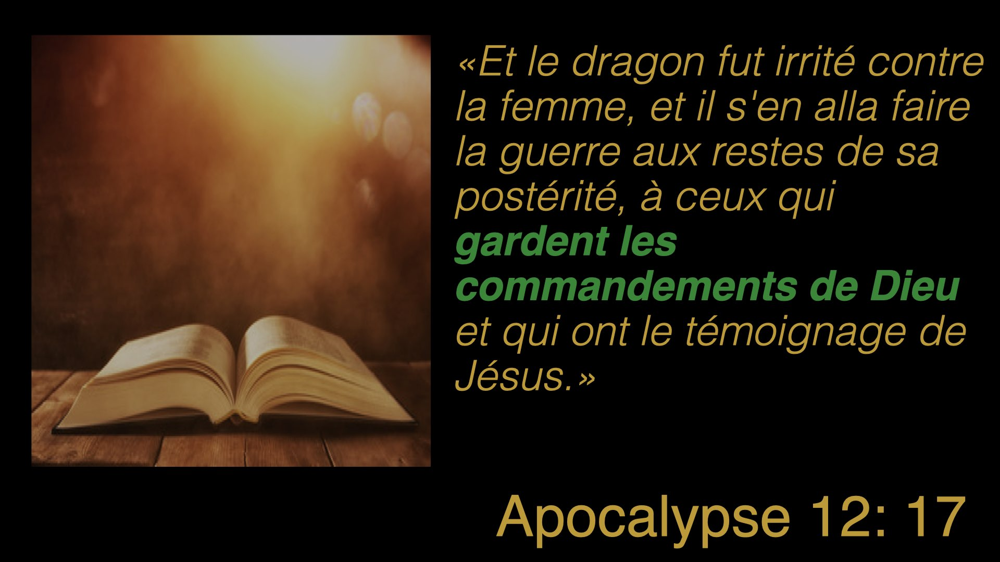 «Et le dragon fut irrité contre
la femme, et il s'en alla faire
la guerre aux restes de sa
postérité, à ceux qui
gardent les
commandements de Dieu
et qui ont le témoignage de
Jésus.»
Apocalypse 12: 17